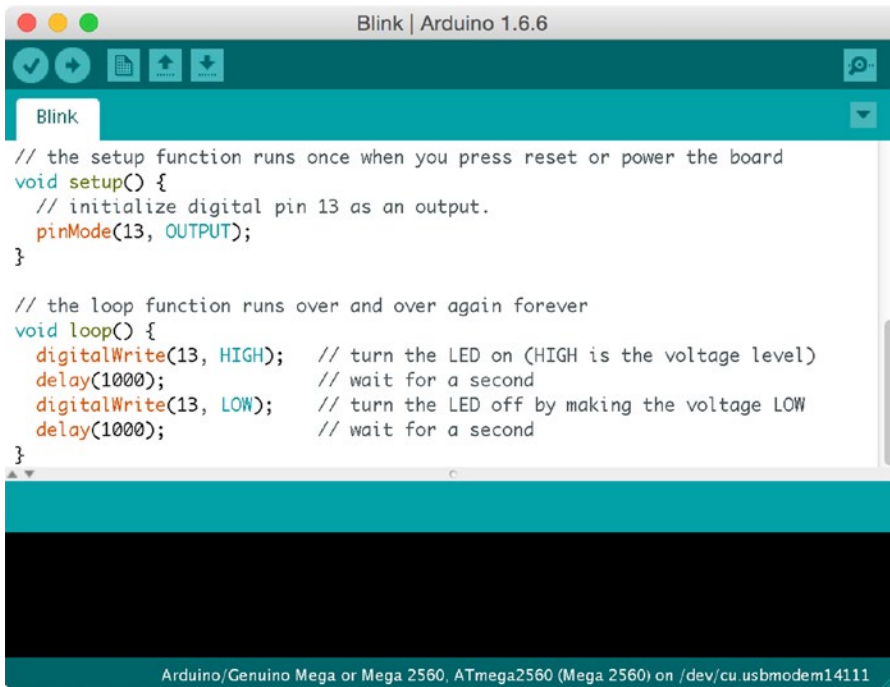 Blink | Arduino 1.6.6
Blink
// the setup function runs once when you press reset or power the board
void setup() {
  // initialize digital pin 13 as an output.
  pinMode(13, OUTPUT);
}

// the loop function runs over and over again forever
void loop() {
  digitalWrite(13, HIGH);   // turn the LED on (HIGH is the voltage level)
  delay(1000);              // wait for a second
  digitalWrite(13, LOW);    // turn the LED off by making the voltage LOW
  delay(1000);              // wait for a second
}
Arduino/Genuino Mega or Mega 2560, ATmega2560 (Mega 2560) on /dev/cu.usbmodem14111